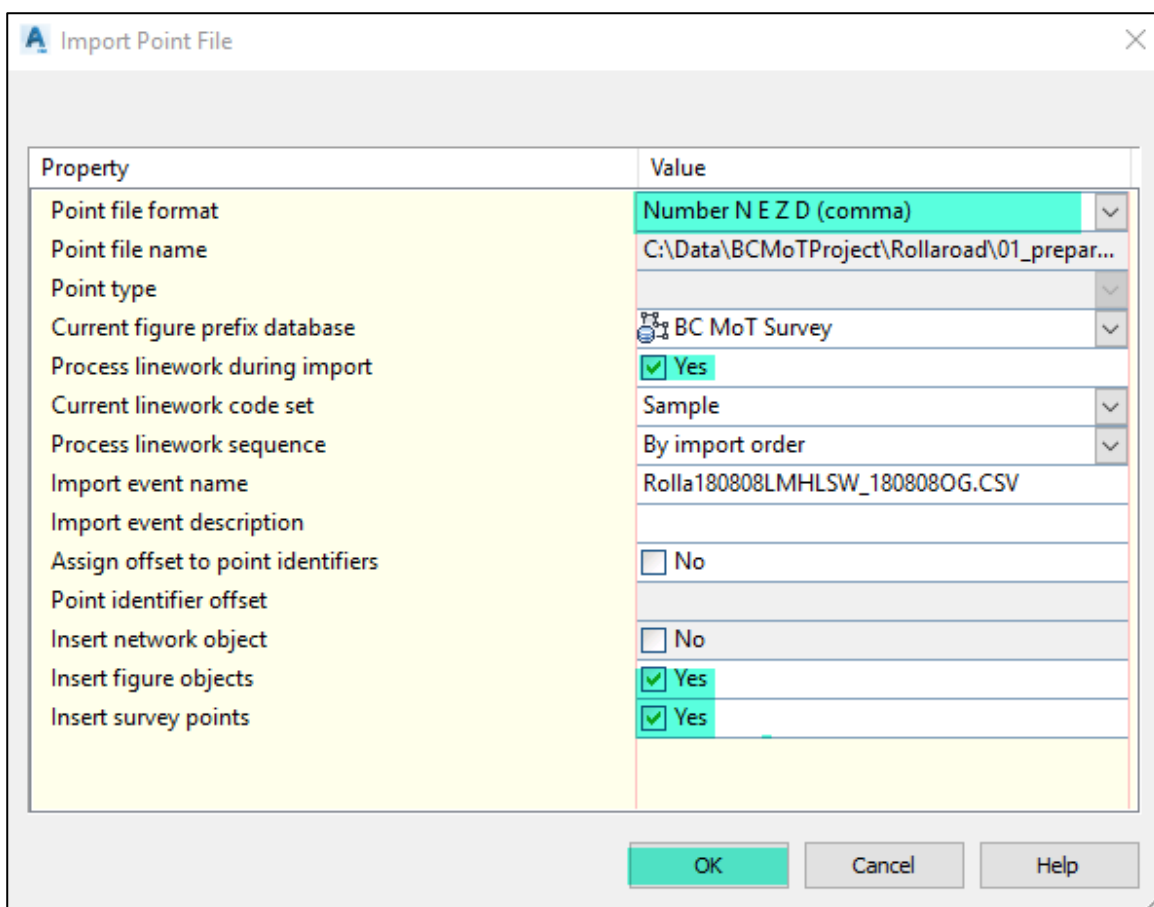 Import Point File
Property Value
Point file format Number N E Z D (comma)
Point file name C:\Data\BCMoTProject\Rollaroad\01_prepar...
Point type
Current figure prefix database BC MoT Survey
Process linework during import Yes
Current linework code set Sample
Process linework sequence By import order
Import event name Rolla180808LMHLSW_180808OG.CSV
Import event description
Assign offset to point identifiers No
Point identifier offset
Insert network object No
Insert figure objects Yes
Insert survey points Yes
OK Cancel Help